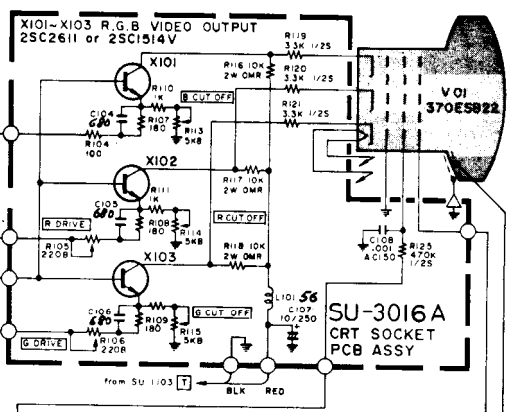 X101~X103 R.G.B VIDEO OUTPUT
2SC2611 or 2SC1514V
R119
3.3K 1/2S
R116 10K
2W OMR
R120
3.3K 1/2S
R121
3.3K 1/2S
V01
370ESB22
X101
R110
1K
B CUT OFF
C104
680
R107
180
R113
5KB
R104
100
X102
R111
1K
R117 10K
2W OMR
C105
680
R108
180
R114
5KB
R CUT OFF
R DRIVE
R105
220B
R118 10K
2W OMR
C108
.001
AC150
R125
470K
1/2S
X103
L101 56
C107
10/250
C106
680
R109
180
G CUT OFF
R115
5KB
G DRIVE
R106
220B
SU-3016A
CRT SOCKET
PCB ASSY
from SU 1103 T
BLK
RED